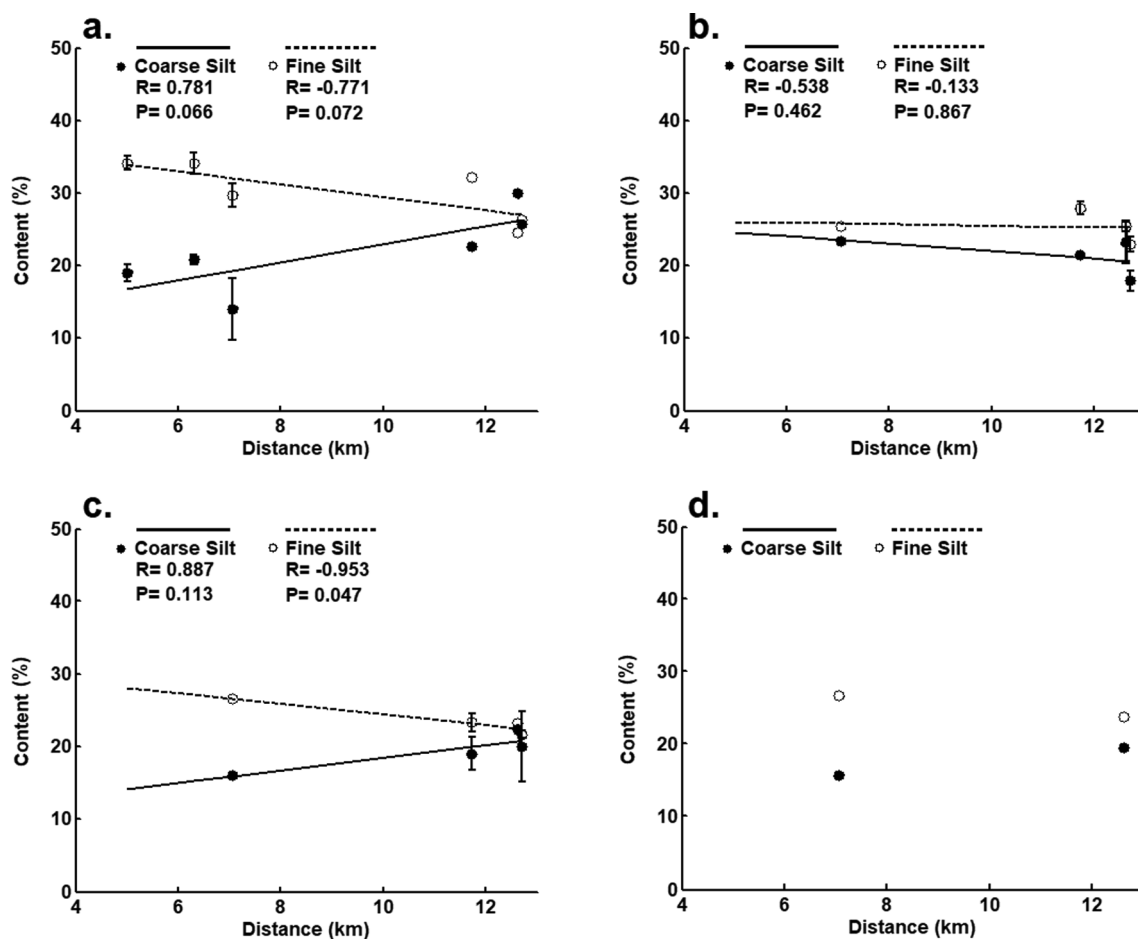 a.
Coarse Silt Fine Silt
R= 0.781 R= -0.771
P= 0.066 P= 0.072
50
40
30
20
10
0
Content (%)
4 6 8 10 12
Distance (km)
b.
Coarse Silt Fine Silt
R= -0.538 R= -0.133
P= 0.462 P= 0.867
50
40
30
20
10
0
Content (%)
4 6 8 10 12
Distance (km)
c.
Coarse Silt Fine Silt
R= 0.887 R= -0.953
P= 0.113 P= 0.047
50
40
30
20
10
0
Content (%)
4 6 8 10 12
Distance (km)
d.
Coarse Silt Fine Silt
50
40
30
20
10
0
Content (%)
4 6 8 10 12
Distance (km)